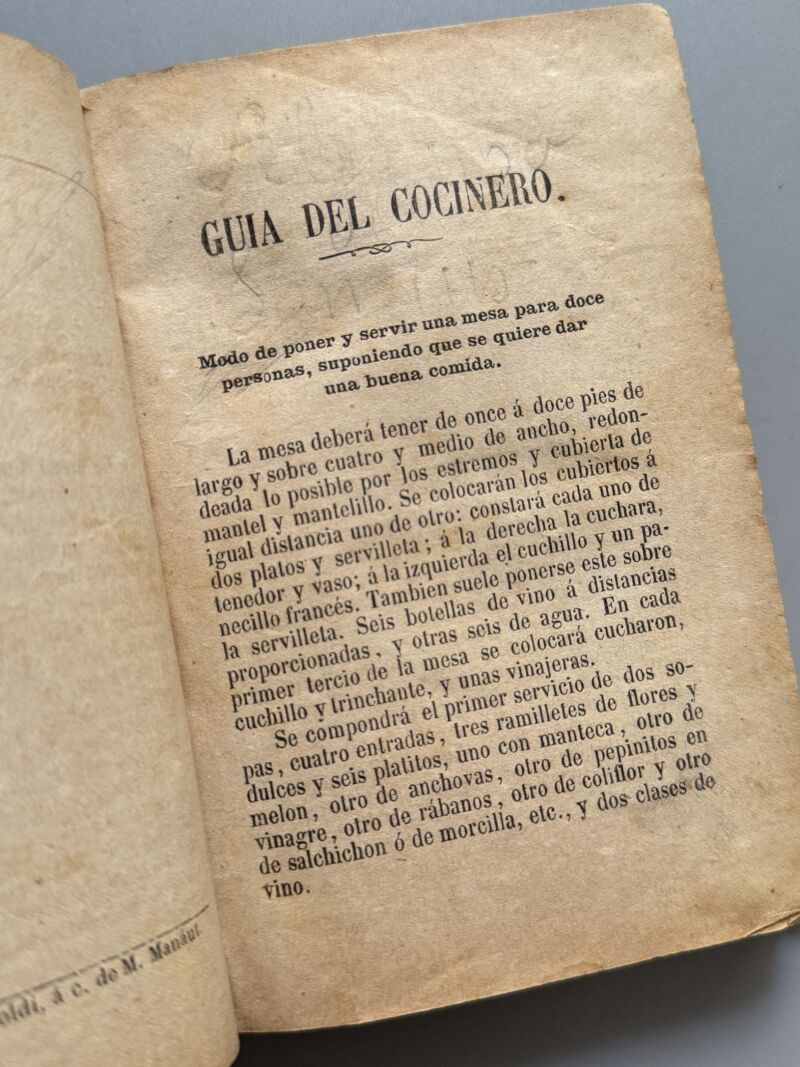 GUIA DEL COCINERO.
Modo de poner y servir una mesa para doce
personas, suponiendo que se quiere dar
una buena comida.
La mesa deberá tener de once á doce pies de
largo y sobre cuatro y medio de ancho, redon-
deada lo posible por los estremos y cubierta de
mantel y mantelillo. Se colocarán los cubiertos á
igual distancia uno de otro: constará cada uno de
dos platos y servilleta; á la derecha la cuchara,
tenedor y vaso; á la izquierda el cuchillo y un pa-
necillo francés. Tambien suele ponerse este sobre
la servilleta. Seis botellas de vino á distancias
proporcionadas, y otras seis de agua. En cada
primer tercio de la mesa se colocará cucharon,
cuchillo y trinchante, y unas vinajeras.
Se compondrá el primer servicio de dos so-
pas, cuatro entradas, tres ramilletes de flores y
dulces y seis platitos, uno con manteca, otro de
melon, otro de anchovas, otro de pepinitos en
vinagre, otro de rábanos, otro de coliflor y otro
de salchichon ó de morcilla, etc., y dos clases de
vino.
á c. de M. Manáut.